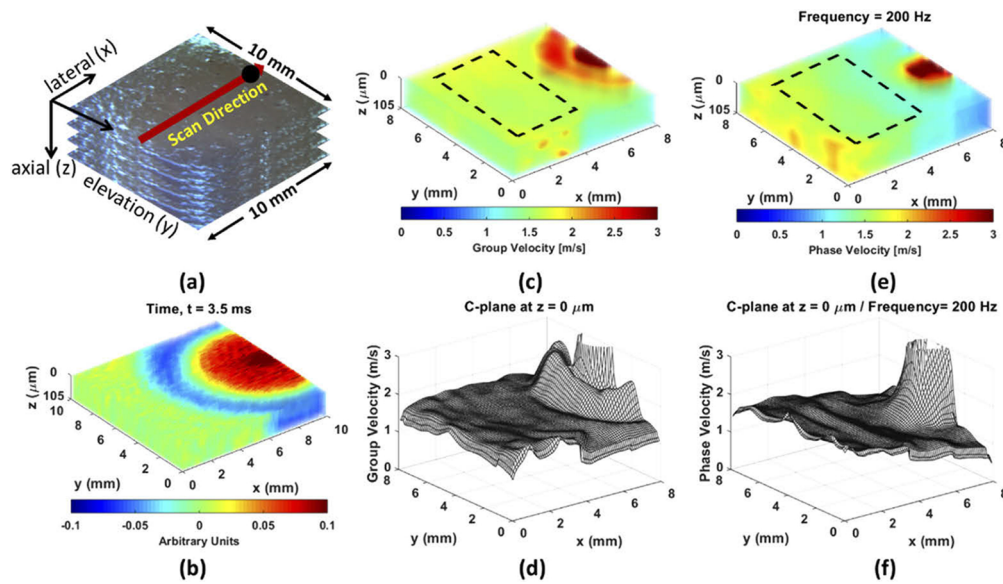 lateral (x)
10 mm
Scan Direction
axial (z)
elevation (y)
10 mm
(a)
z (μm)
0
105
8
6
4
2
0
0
2
4
6
8
y (mm)
x (mm)
0 0.5 1 1.5 2 2.5 3
Group Velocity [m/s]
(c)
Frequency = 200 Hz
z (μm)
0
105
8
6
4
2
0
0
2
4
6
8
y (mm)
x (mm)
0 0.5 1 1.5 2 2.5 3
Phase Velocity [m/s]
(e)
Time, t = 3.5 ms
z (μm)
0
105
10
8
6
4
2
0
0
2
4
6
8
10
y (mm)
x (mm)
-0.1 -0.05 0 0.05 0.1
Arbitrary Units
(b)
C-plane at z = 0 μm
Group Velocity (m/s)
3
2
1
0
8
6
4
2
0
0
2
4
6
8
y (mm)
x (mm)
(d)
C-plane at z = 0 μm / Frequency= 200 Hz
Phase Velocity (m/s)
3
2
1
0
8
6
4
2
0
0
2
4
6
8
y (mm)
x (mm)
(f)